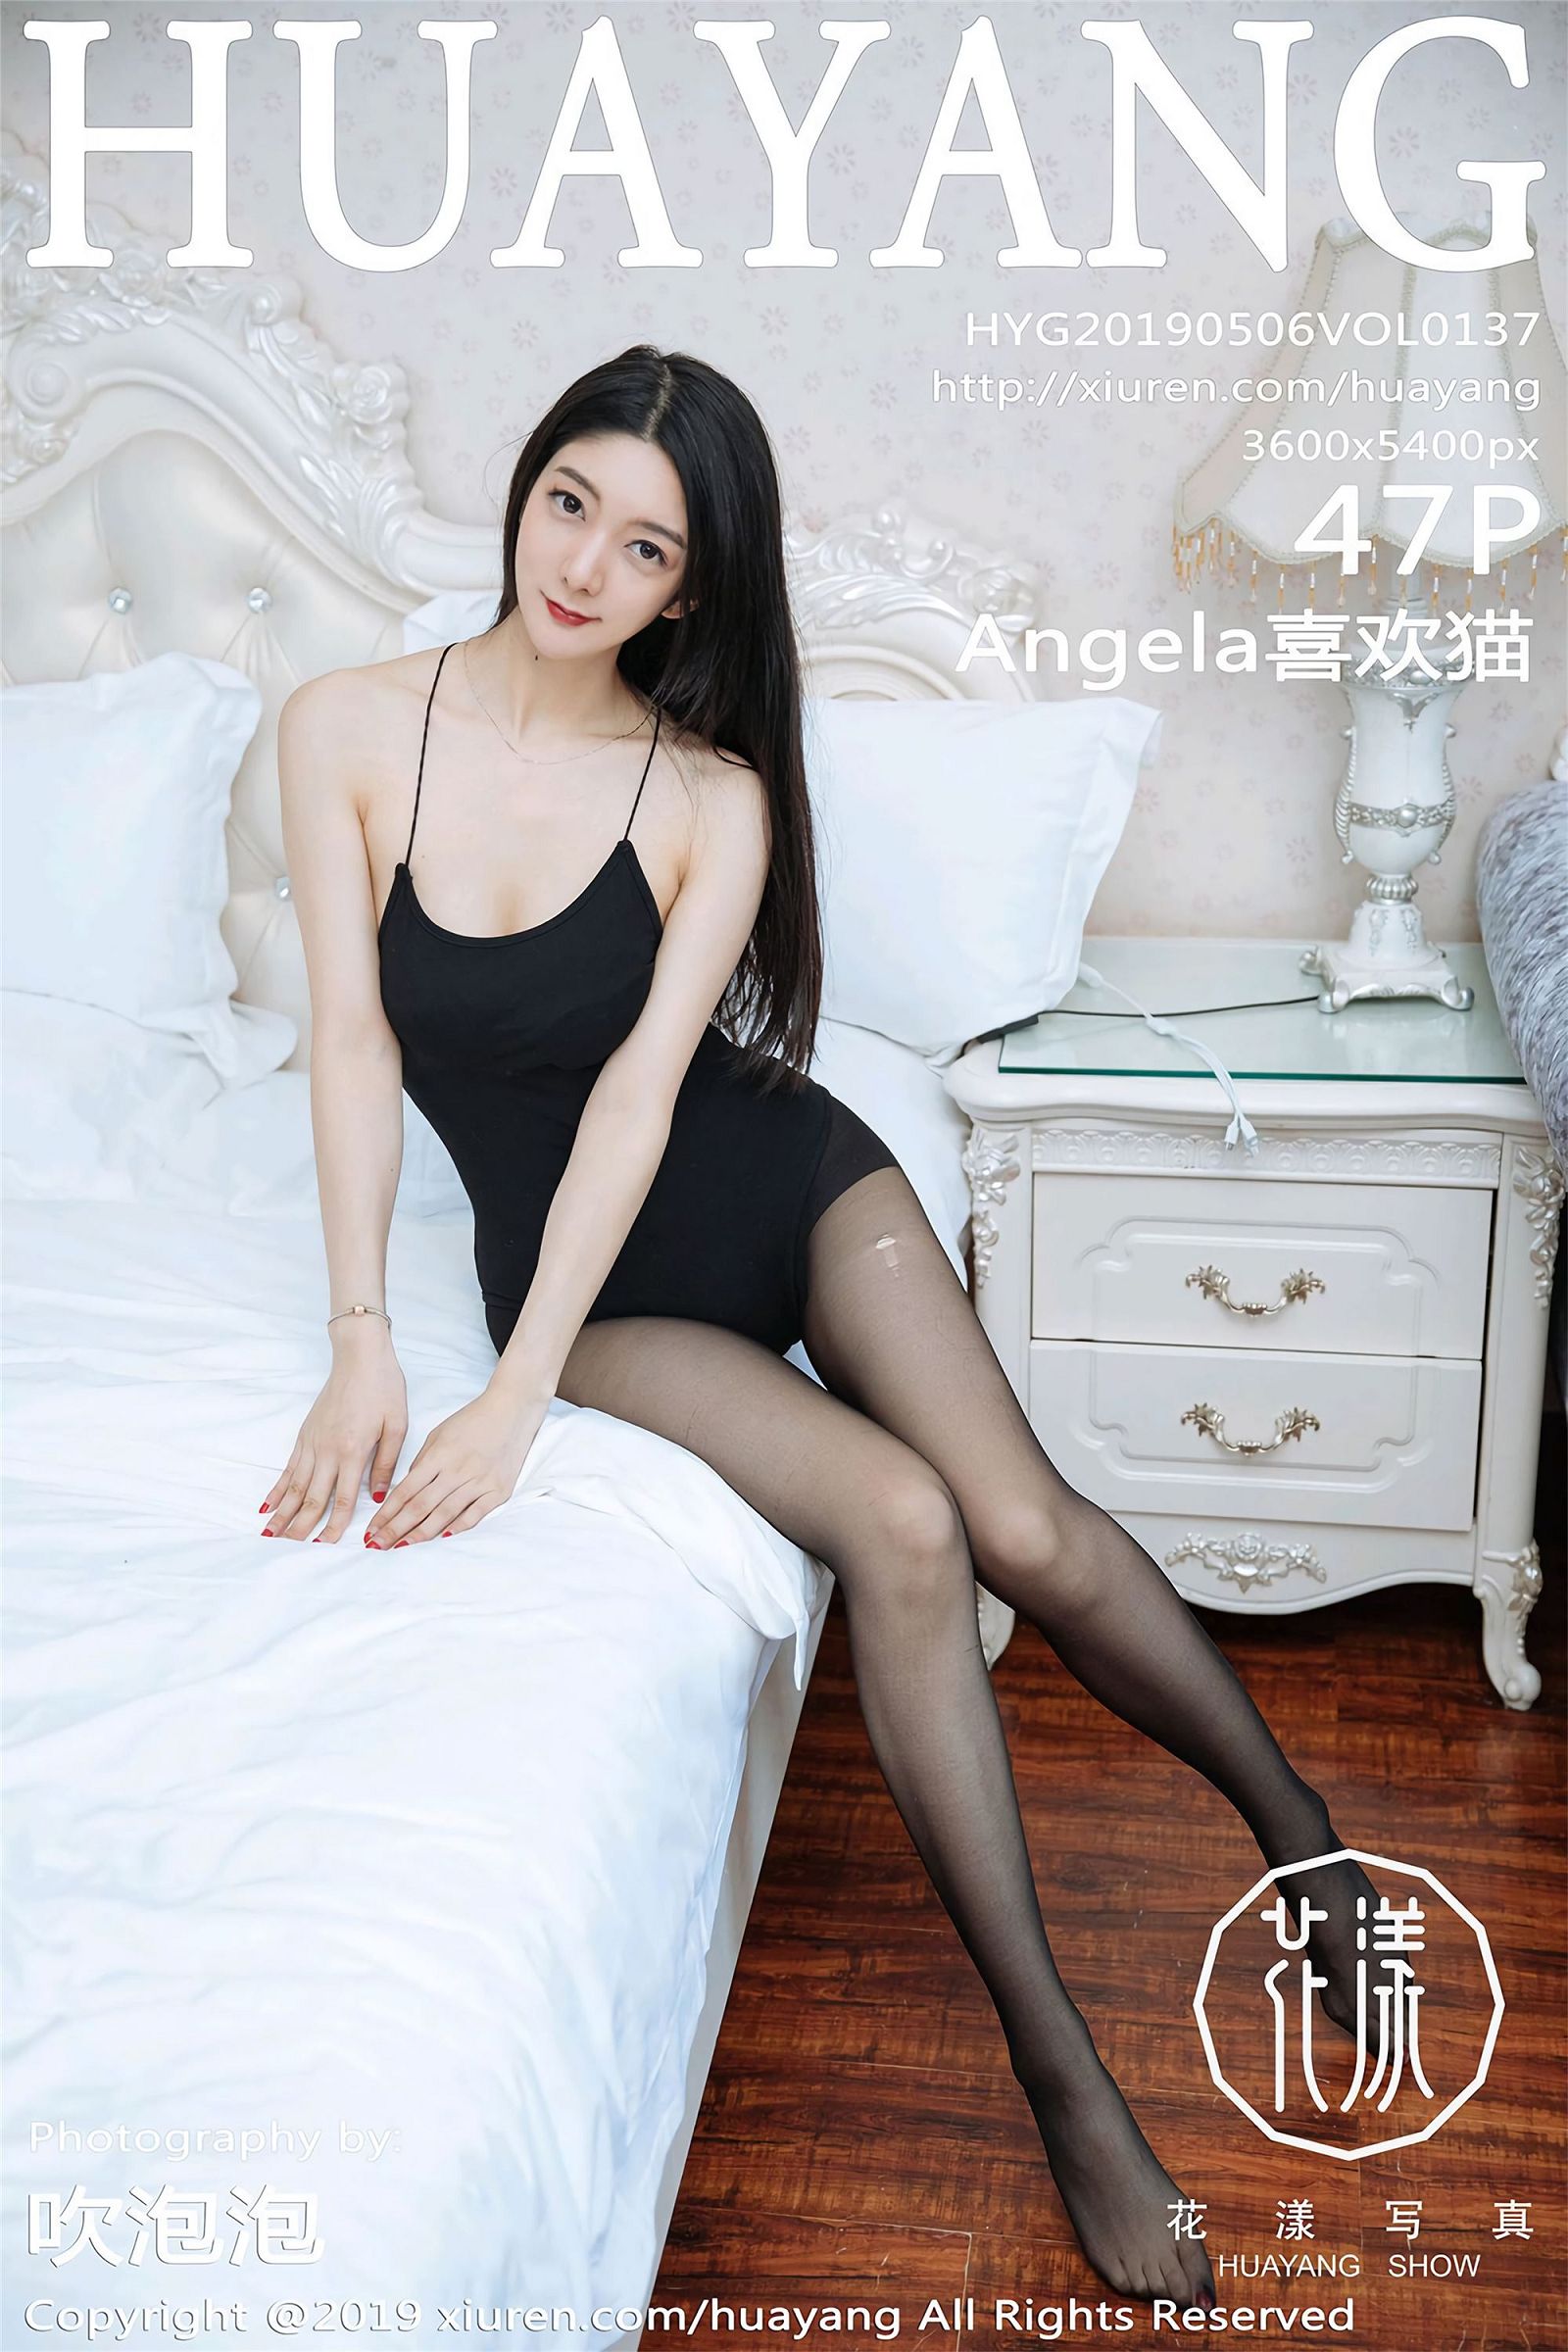 HUAYANG
HYG20190506VOL0137
http://xiuren.com/huayang
3600x5400px
47P
Angela喜欢猫
花漾
花漾写真
HUAYANG SHOW
Photography by:
吹泡泡
Copyright @2019 xiuren.com/huayang All Rights Reserved